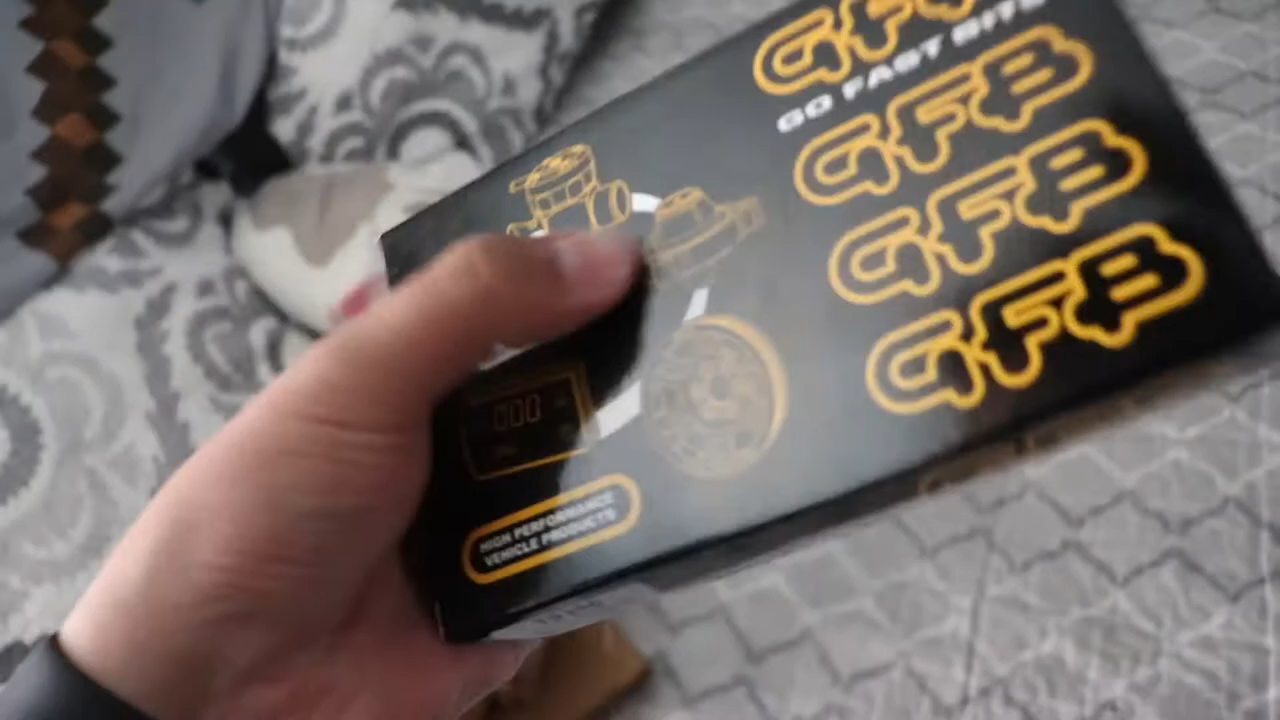 GFB
GO FAST BITS
GFB
GFB
GFB
000
HIGH PERFORMANCE
VEHICLE PRODUCTS